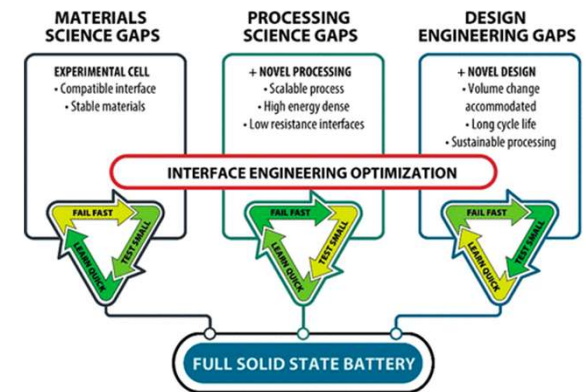 MATERIALS
SCIENCE GAPS
EXPERIMENTAL CELL
• Compatible interface
• Stable materials
PROCESSING
SCIENCE GAPS
+ NOVEL PROCESSING
• Scalable process
• High energy dense
• Low resistance interfaces
DESIGN
ENGINEERING GAPS
+ NOVEL DESIGN
• Volume change
accommodated
• Long cycle life
• Sustainable processing
INTERFACE ENGINEERING OPTIMIZATION
FAIL FAST
TEST SMALL
LEARN QUICK
FAIL FAST
TEST SMALL
LEARN QUICK
FAIL FAST
TEST SMALL
LEARN QUICK
FULL SOLID STATE BATTERY